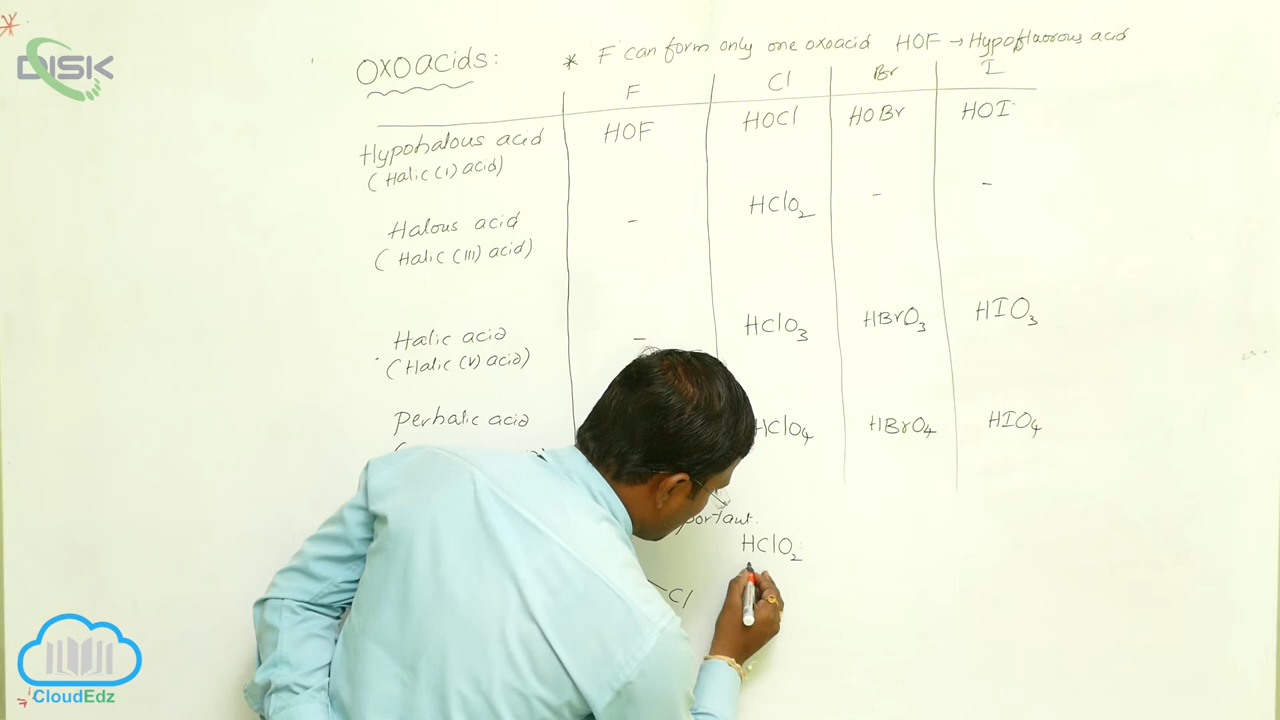 DISK
OXOacids: * F can form only one oxoacid HOF → Hypofluorous acid
F Cl Br I
Hypohalous acid HOF HOCl HOBr HOI
(Halic (I) acid)
Halous acid - HClO2 - -
(Halic (III) acid)
Halic acid - HClO3 HBrO3 HIO3
(Halic (V) acid)
Perhalic acid HClO4 HBrO4 HIO4
HClO2
Cl
CloudEdz